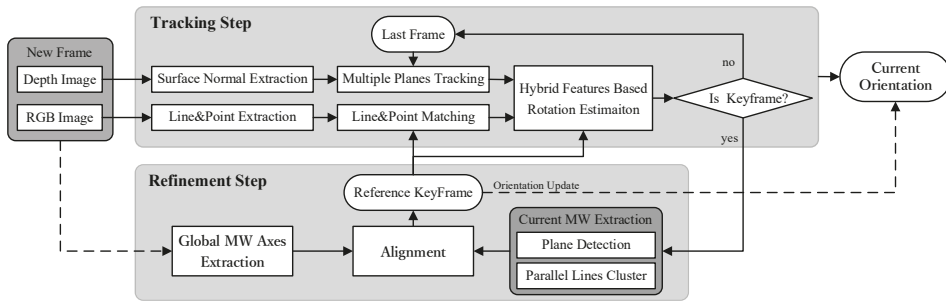 Tracking Step
New Frame
Depth Image
RGB Image
Surface Normal Extraction
Line&Point Extraction
Last Frame
Multiple Planes Tracking
Line&Point Matching
Hybrid Features Based
Rotation Estimaiton
Is Keyframe?
no
yes
Current
Orientation
Refinement Step
Reference KeyFrame
Orientation Update
Global MW Axes
Extraction
Alignment
Current MW Extraction
Plane Detection
Parallel Lines Cluster